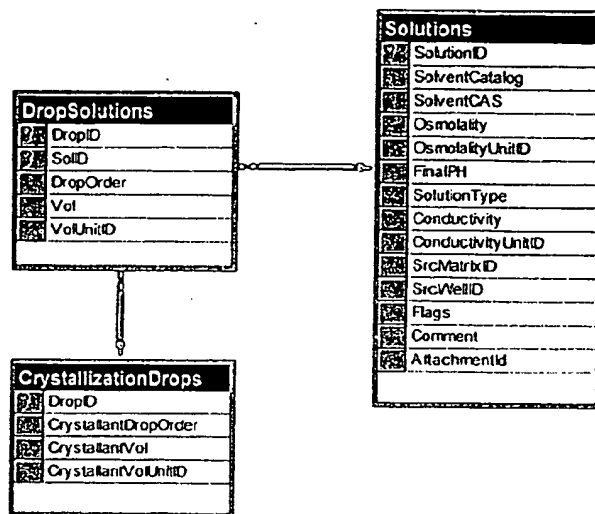 Solutions
SolutionID
SolventCatalog
SolventCAS
Osmolality
OsmolalityUnitID
FinalPH
SolutionType
Conductivity
ConductivityUnitID
SrcMatrixID
SrcWellID
Flags
Comment
AttachmentId
DropSolutions
DropID
SolID
DropOrder
Vol
VolUnitID
CrystallizationDrops
DropID
CrystallantDropOrder
CrystallantVol
CrystallantVolUnitID